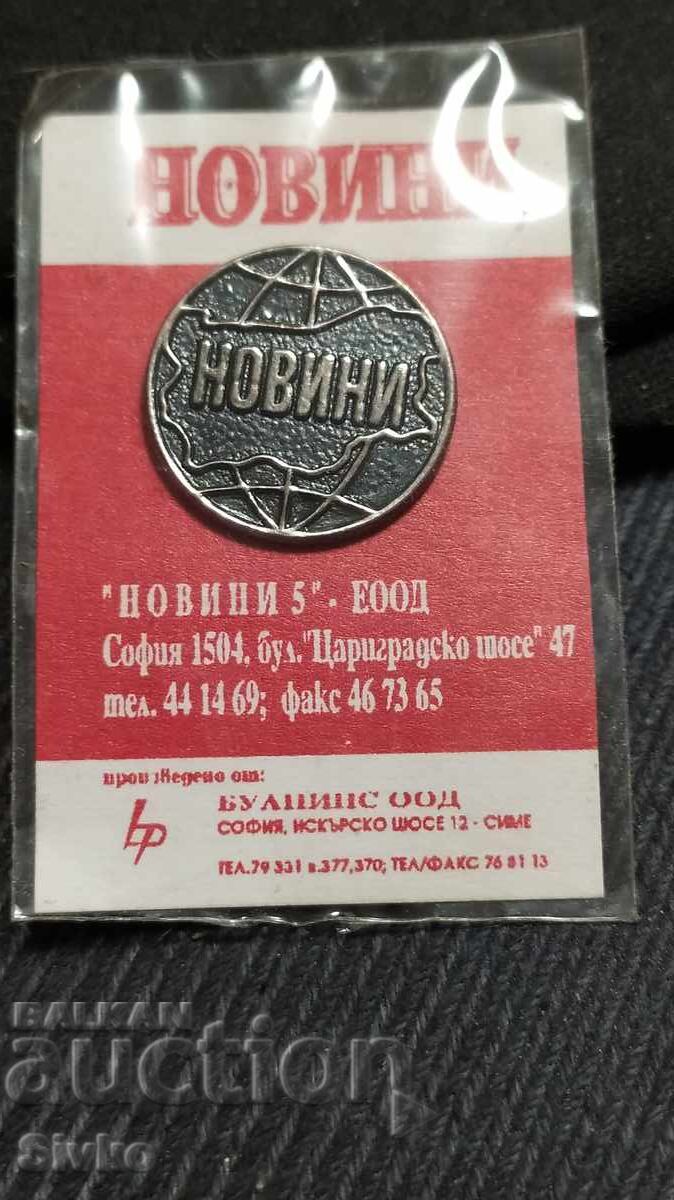 НОВИНИ
НОВИНИ
"НОВИНИ 5" - ЕООД
София 1504, бул. "Цариградско шосе" 47
тел. 44 14 69; факс 46 73 65
произведено от:
bp
БУЛПИНС ООД
СОФИЯ, ИСКЪРСКО ШОСЕ 12 - СИМЕ
ТЕЛ. 79 331 в.377,370; ТЕЛ/ФАКС 76 81 13
BALKAN
auction
Sivko